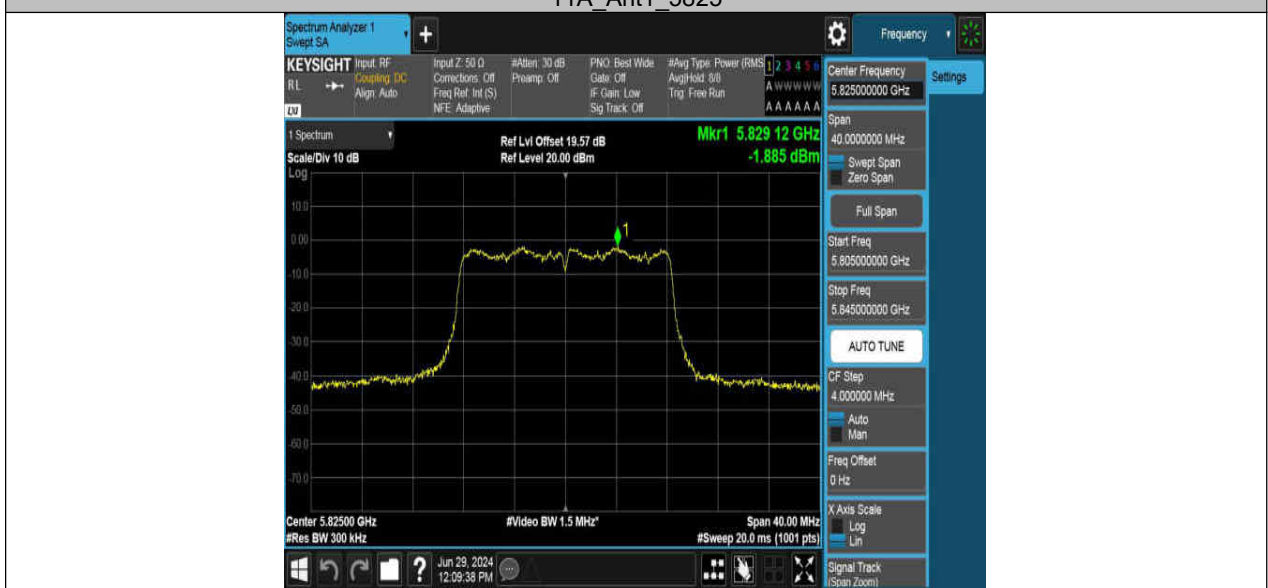 11A_Ant1_5825
Spectrum Analyzer 1
Swept SA
+
Frequency
KEYSIGHT
RL
Input: RF
Coupling: DC
Align: Auto
Input Z: 50 Ω
Corrections: Off
Freq Ref: Int (S)
NFE: Adaptive
#Atten: 30 dB
Preamp: Off
PNO: Best Wide
Gate: Off
IF Gain: Low
Sig Track: Off
#Avg Type: Power (RMS
Avg|Hold: 8/8
Trig: Free Run
1 2 3 4 5 6
A W W W W W
A A A A A A
1 Spectrum
Scale/Div 10 dB
Log
Ref Lvl Offset 19.57 dB
Ref Level 20.00 dBm
Mkr1 5.829 12 GHz
-1.885 dBm
10.0
0.00
-10.0
-20.0
-30.0
-40.0
-50.0
-60.0
-70.0
1
Center 5.82500 GHz
#Res BW 300 kHz
#Video BW 1.5 MHz*
Span 40.00 MHz
#Sweep 20.0 ms (1001 pts)
?
Jun 29, 2024
12:09:38 PM
Center Frequency
5.825000000 GHz
Settings
Span
40.0000000 MHz
Swept Span
Zero Span
Full Span
Start Freq
5.805000000 GHz
Stop Freq
5.845000000 GHz
AUTO TUNE
CF Step
4.000000 MHz
Auto
Man
Freq Offset
0 Hz
X Axis Scale
Log
Lin
Signal Track
(Span Zoom)